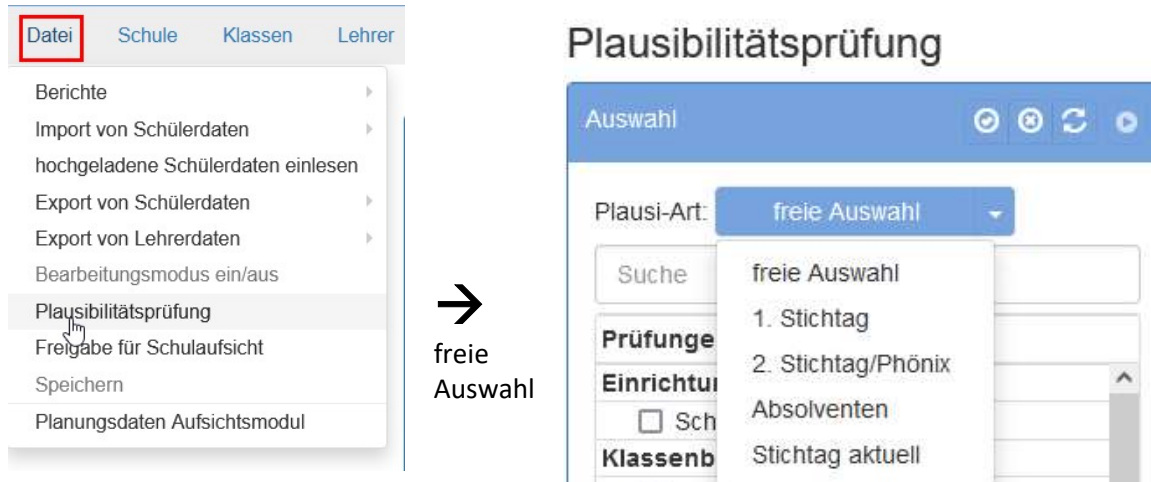 Datei Schule Klassen Lehrer
Berichte
Import von Schülerdaten
hochgeladene Schülerdaten einlesen
Export von Schülerdaten
Export von Lehrerdaten
Bearbeitungsmodus ein/aus
Plausibilitätsprüfung
Freigabe für Schulaufsicht
Speichern
Planungsdaten Aufsichtsmodul
→
freie
Auswahl
Plausibilitätsprüfung
Auswahl
Plausi-Art: freie Auswahl
Suche
freie Auswahl
1. Stichtag
2. Stichtag/Phönix
Absolventen
Stichtag aktuell
Prüfunge
Einrichtu
Sch
Klassenb